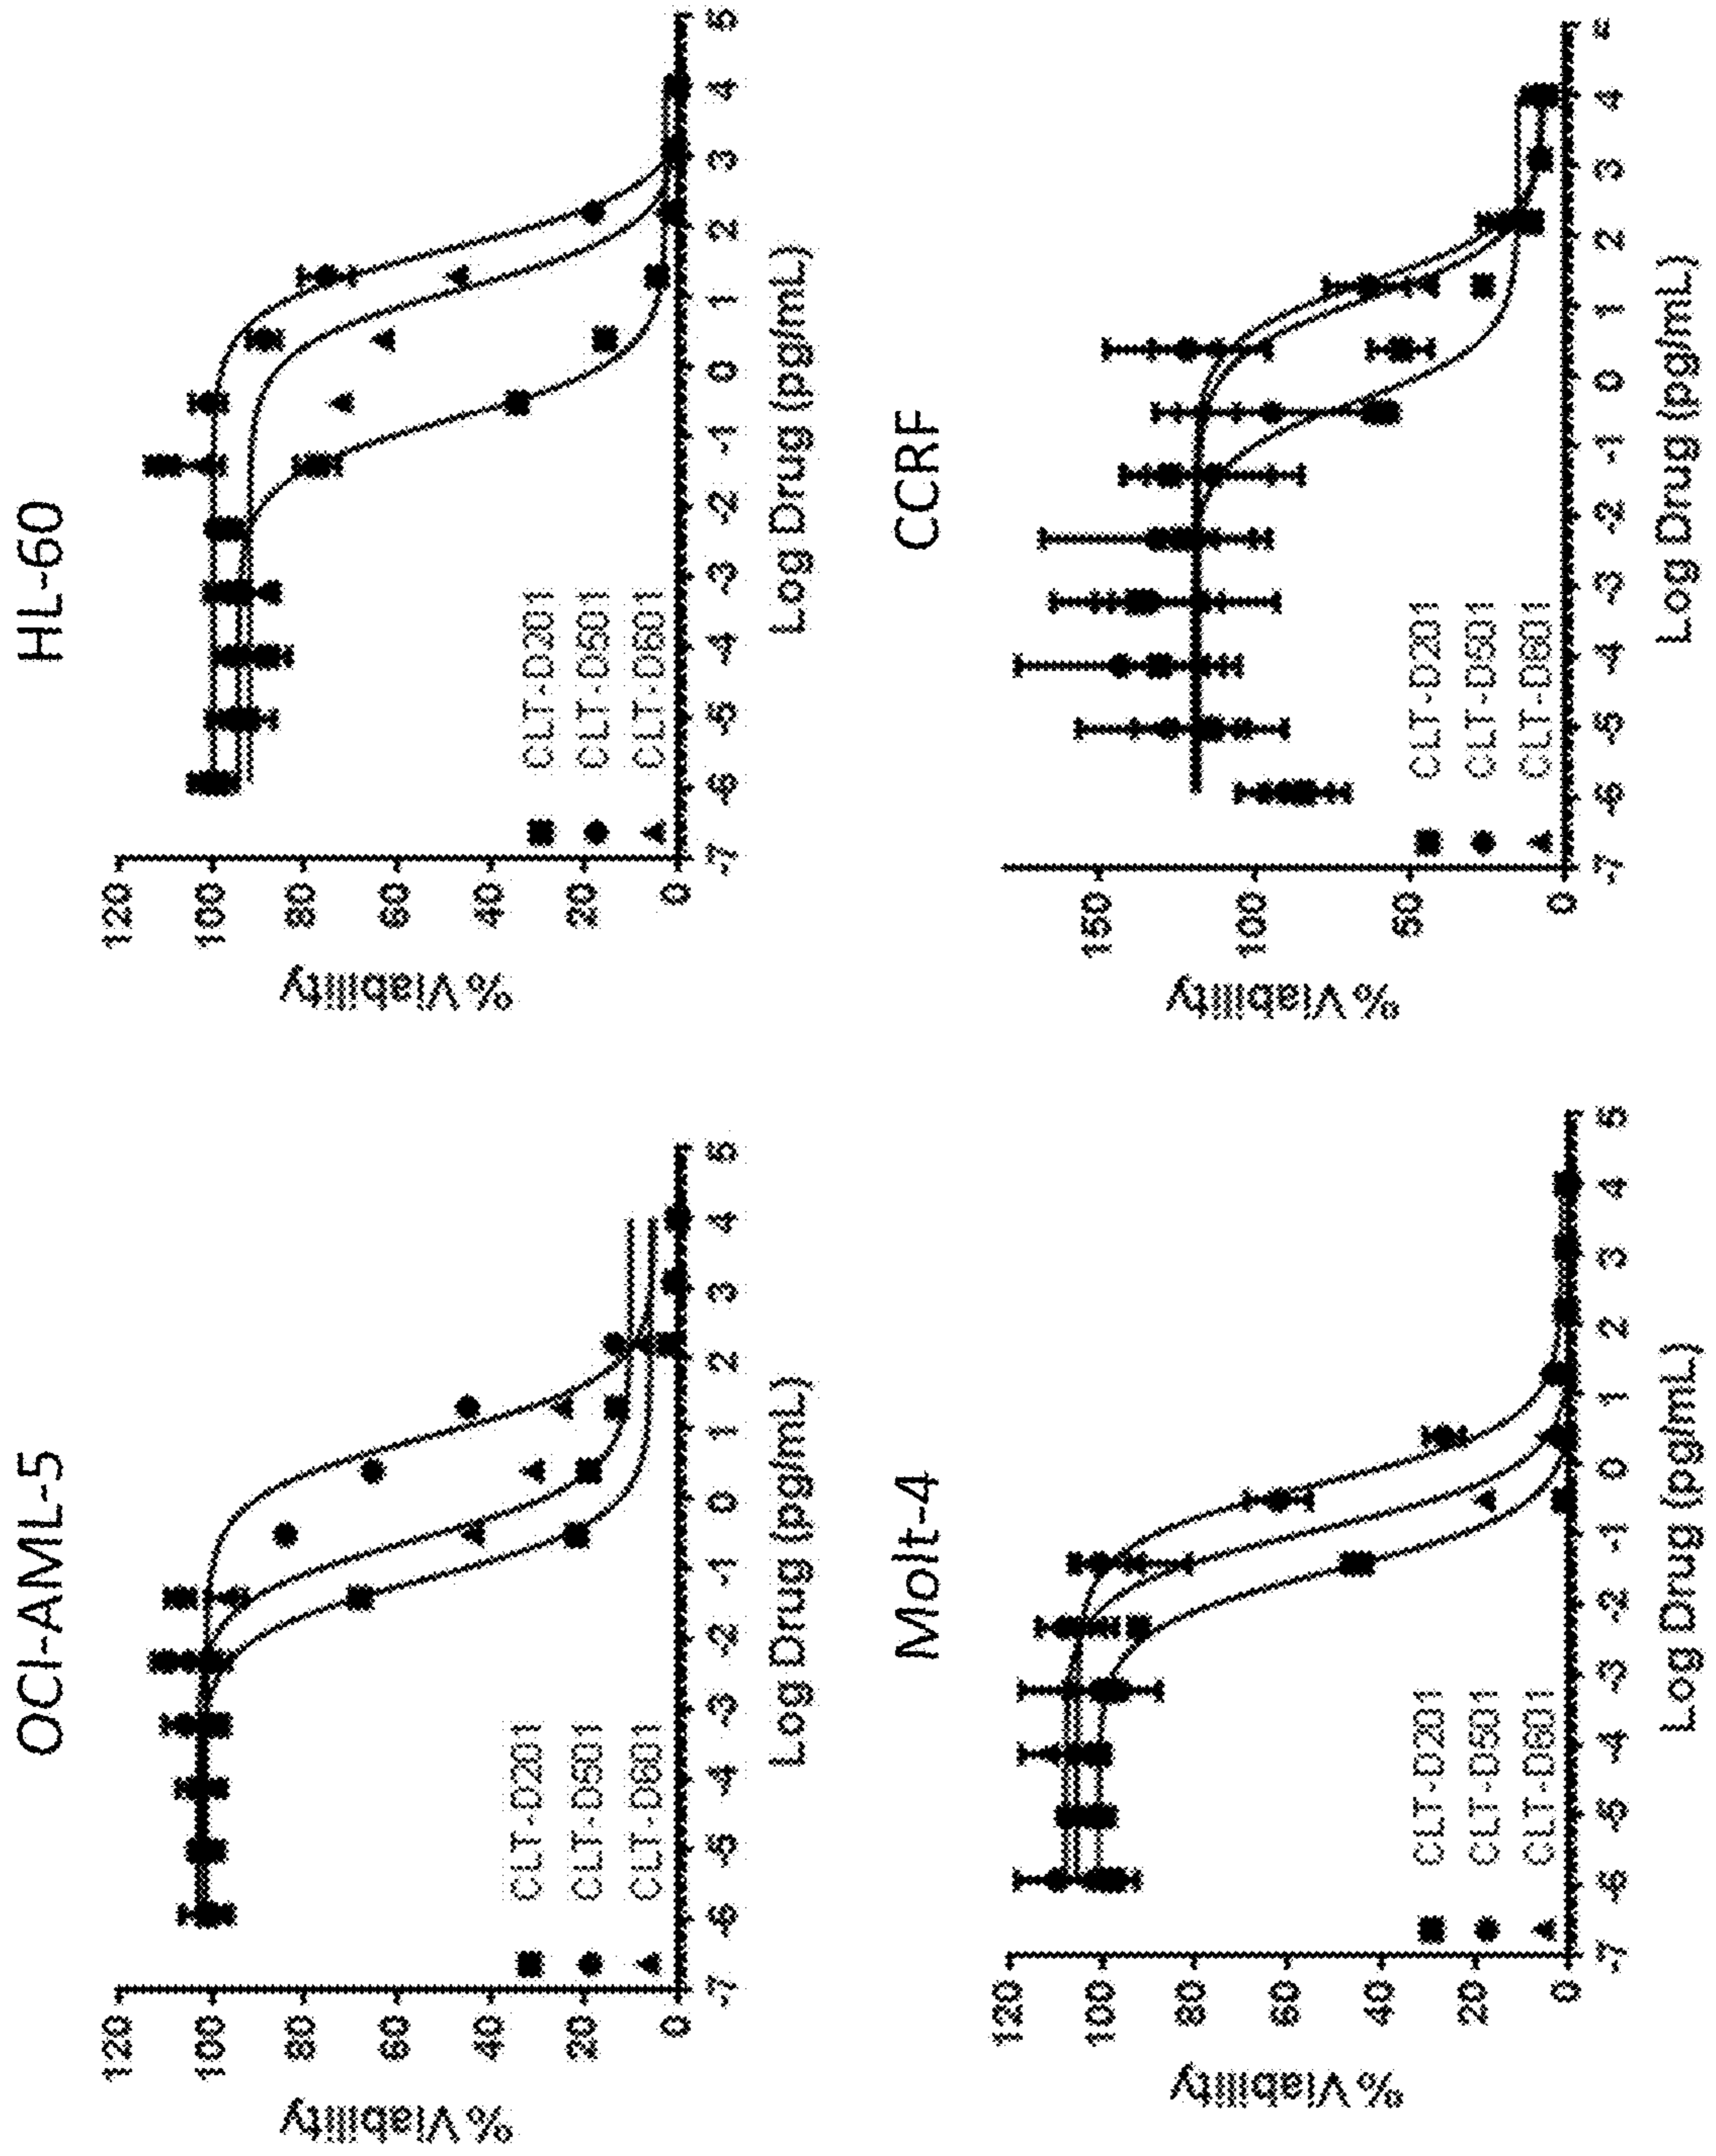 OCI-AML-5
% Viability
120
100
80
60
40
20
0
CLT-D201
CLT-D501
CLT-D601
-7 -6 -5 -4 -3 -2 -1 0 1 2 3 4 5
Log Drug (pg/mL)
HL-60
% Viability
120
100
80
60
40
20
0
CLT-D201
CLT-D501
CLT-D601
-7 -6 -5 -4 -3 -2 -1 0 1 2 3 4 5
Log Drug (pg/mL)
Molt-4
% Viability
120
100
80
60
40
20
0
CLT-D201
CLT-D501
CLT-D601
-7 -6 -5 -4 -3 -2 -1 0 1 2 3 4 5
Log Drug (pg/mL)
CCRF
% Viability
150
100
50
0
CLT-D201
CLT-D501
CLT-D601
-7 -6 -5 -4 -3 -2 -1 0 1 2 3 4
Log Drug (pg/mL)